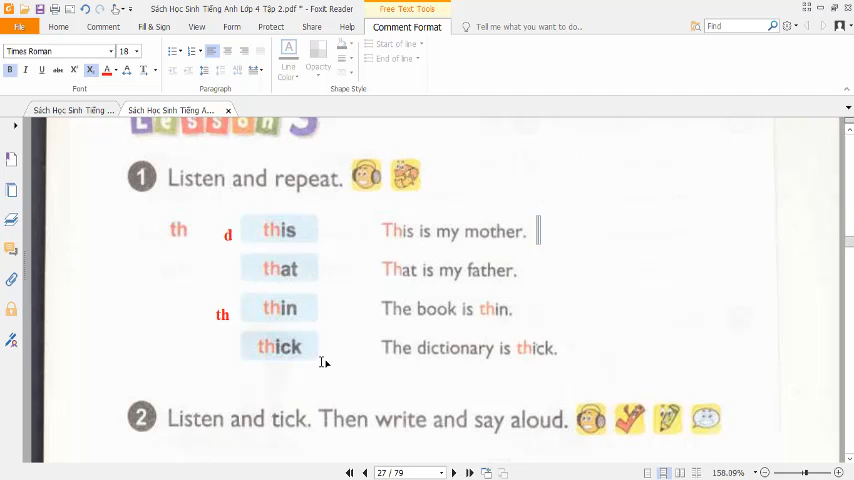 Sách Học Sinh Tiếng Anh Lớp 4 Tập 2.pdf * - Foxit Reader
Free Text Tools
File Home Comment Fill & Sign View Form Protect Share Help Comment Format Tell me what you want to do...
Find
Times Roman 18
Start of line
End of line
Line Color
Opacity
B I U abc X² X₂ A T
Font Paragraph Shape Style
Sách Học Sinh Tiếng ... Sách Học Sinh Tiếng A... ×
Lesson 3
1 Listen and repeat.
th d this This is my mother.
that That is my father.
th thin The book is thin.
thick The dictionary is thick.
2 Listen and tick. Then write and say aloud.
27 / 79 158.09%